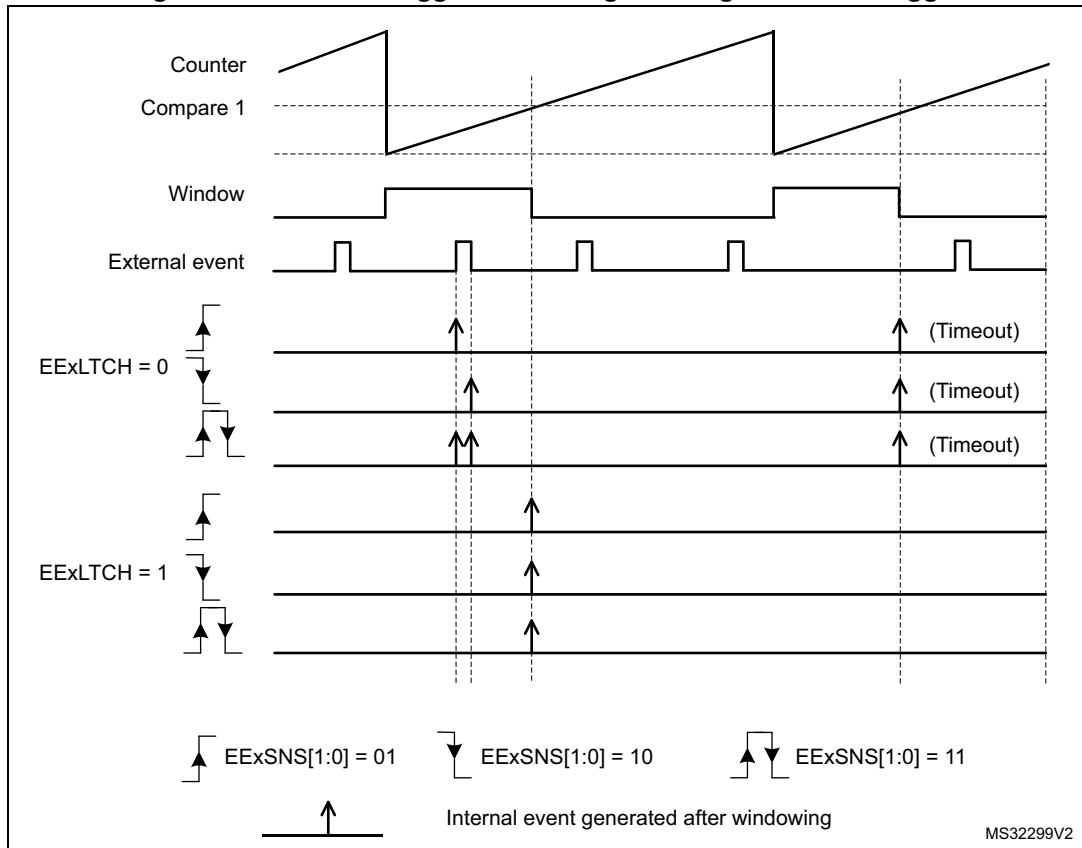 Counter
Compare 1
Window
External event
(Timeout)
EExLTCH = 0
(Timeout)
(Timeout)
EExLTCH = 1
EExSNS[1:0] = 01
EExSNS[1:0] = 10
EExSNS[1:0] = 11
Internal event generated after windowing
MS32299V2